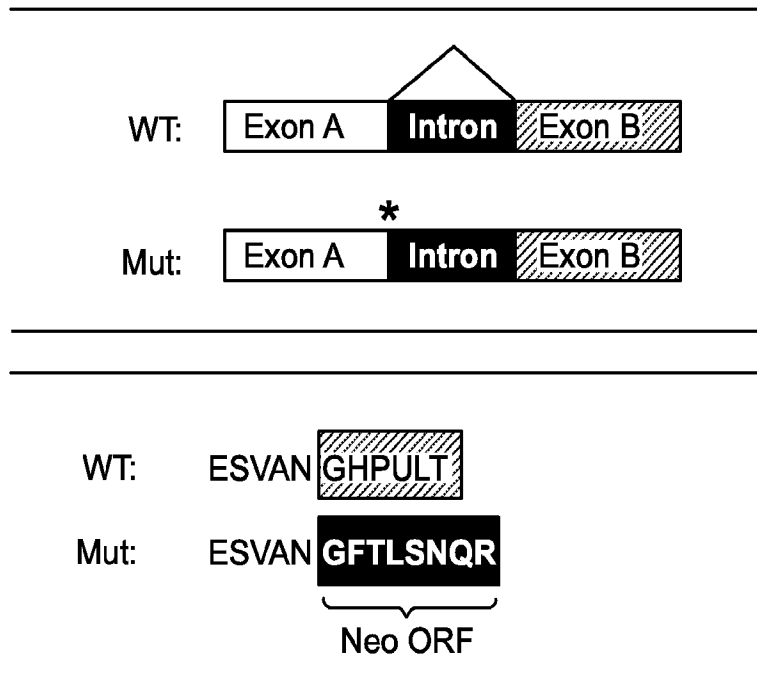 WT: Exon A Intron Exon B
*
Mut: Exon A Intron Exon B
WT: ESVAN GHPULT
Mut: ESVAN GFTLSNQR
Neo ORF